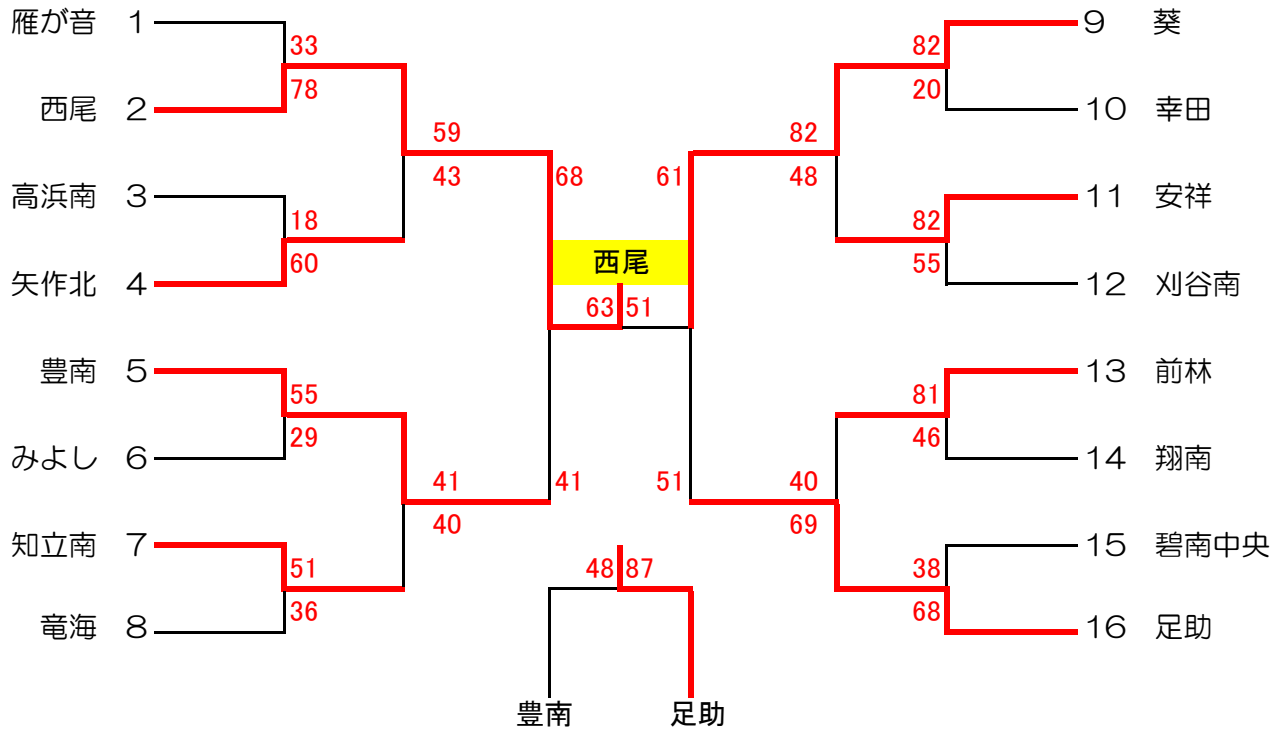 雁が音 1
33
78
西尾 2
59
43
高浜南 3
18
60
矢作北 4
豊南 5
55
29
みよし 6
41
40
知立南 7
51
36
竜海 8
68
41
西尾
63 51
61
51
48 87
豊南
足助
9 葵
82
20
10 幸田
82
48
11 安祥
82
55
12 刈谷南
13 前林
81
46
14 翔南
40
69
15 碧南中央
38
68
16 足助